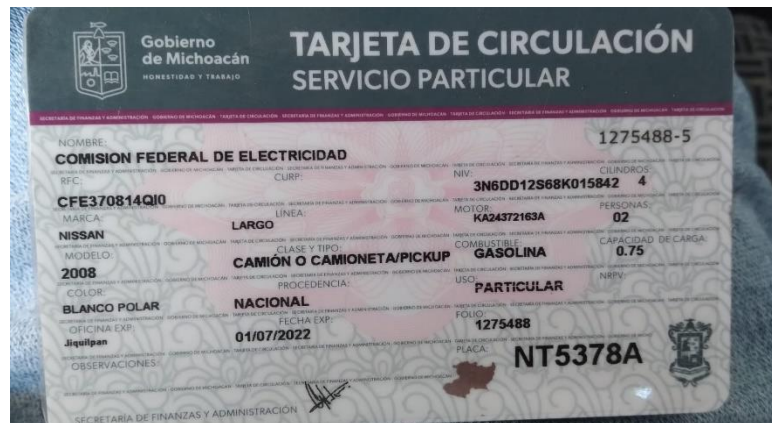 Gobierno
de Michoacán
HONESTIDAD Y TRABAJO
TARJETA DE CIRCULACIÓN
SERVICIO PARTICULAR
1275488-5
NOMBRE:
COMISION FEDERAL DE ELECTRICIDAD
RFC: CURP: NIV: CILINDROS:
CFE370814QI0 3N6DD12S68K015842 4
MARCA: LÍNEA: MOTOR: PERSONAS:
NISSAN LARGO KA24372163A 02
MODELO: CLASE Y TIPO: COMBUSTIBLE: CAPACIDAD DE CARGA:
2008 CAMIÓN O CAMIONETA/PICKUP GASOLINA 0.75
COLOR: PROCEDENCIA: USO: NRPV:
BLANCO POLAR NACIONAL PARTICULAR
OFICINA EXP: FECHA EXP: FOLIO:
Jiquilpan 01/07/2022 1275488
OBSERVACIONES: PLACA: NT5378A
SECRETARÍA DE FINANZAS Y ADMINISTRACIÓN